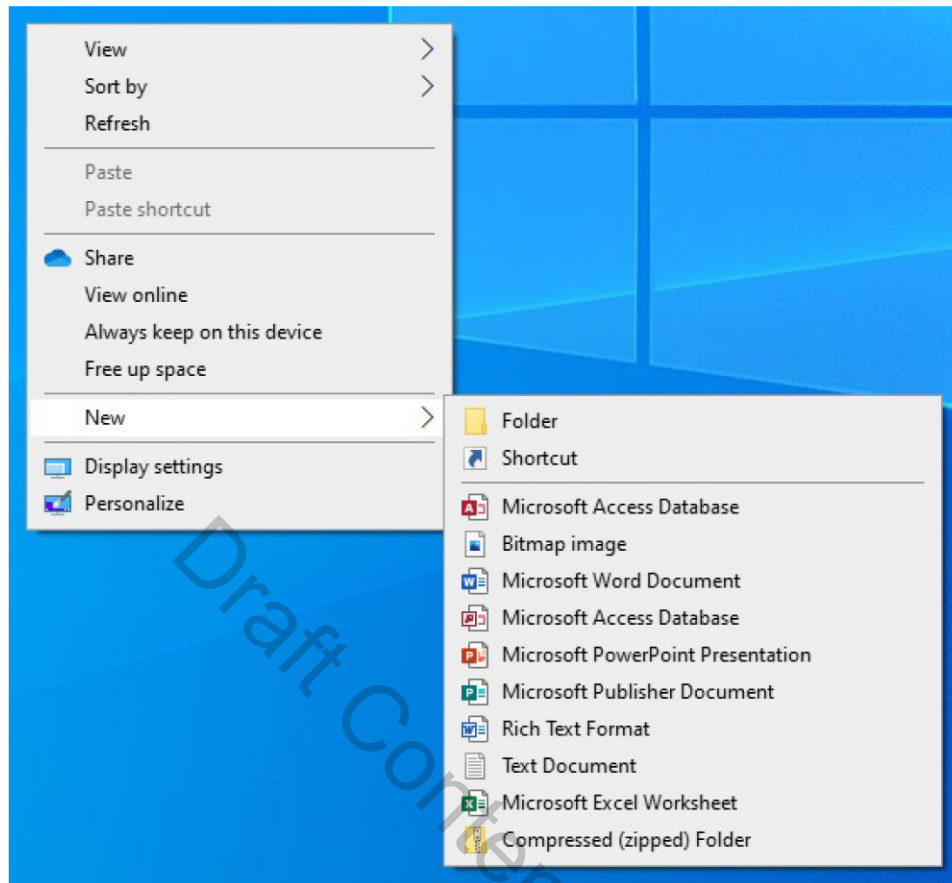 View
Sort by
Refresh
Paste
Paste shortcut
Share
View online
Always keep on this device
Free up space
New
Display settings
Personalize
Folder
Shortcut
Microsoft Access Database
Bitmap image
Microsoft Word Document
Microsoft Access Database
Microsoft PowerPoint Presentation
Microsoft Publisher Document
Rich Text Format
Text Document
Microsoft Excel Worksheet
Compressed (zipped) Folder
Draft